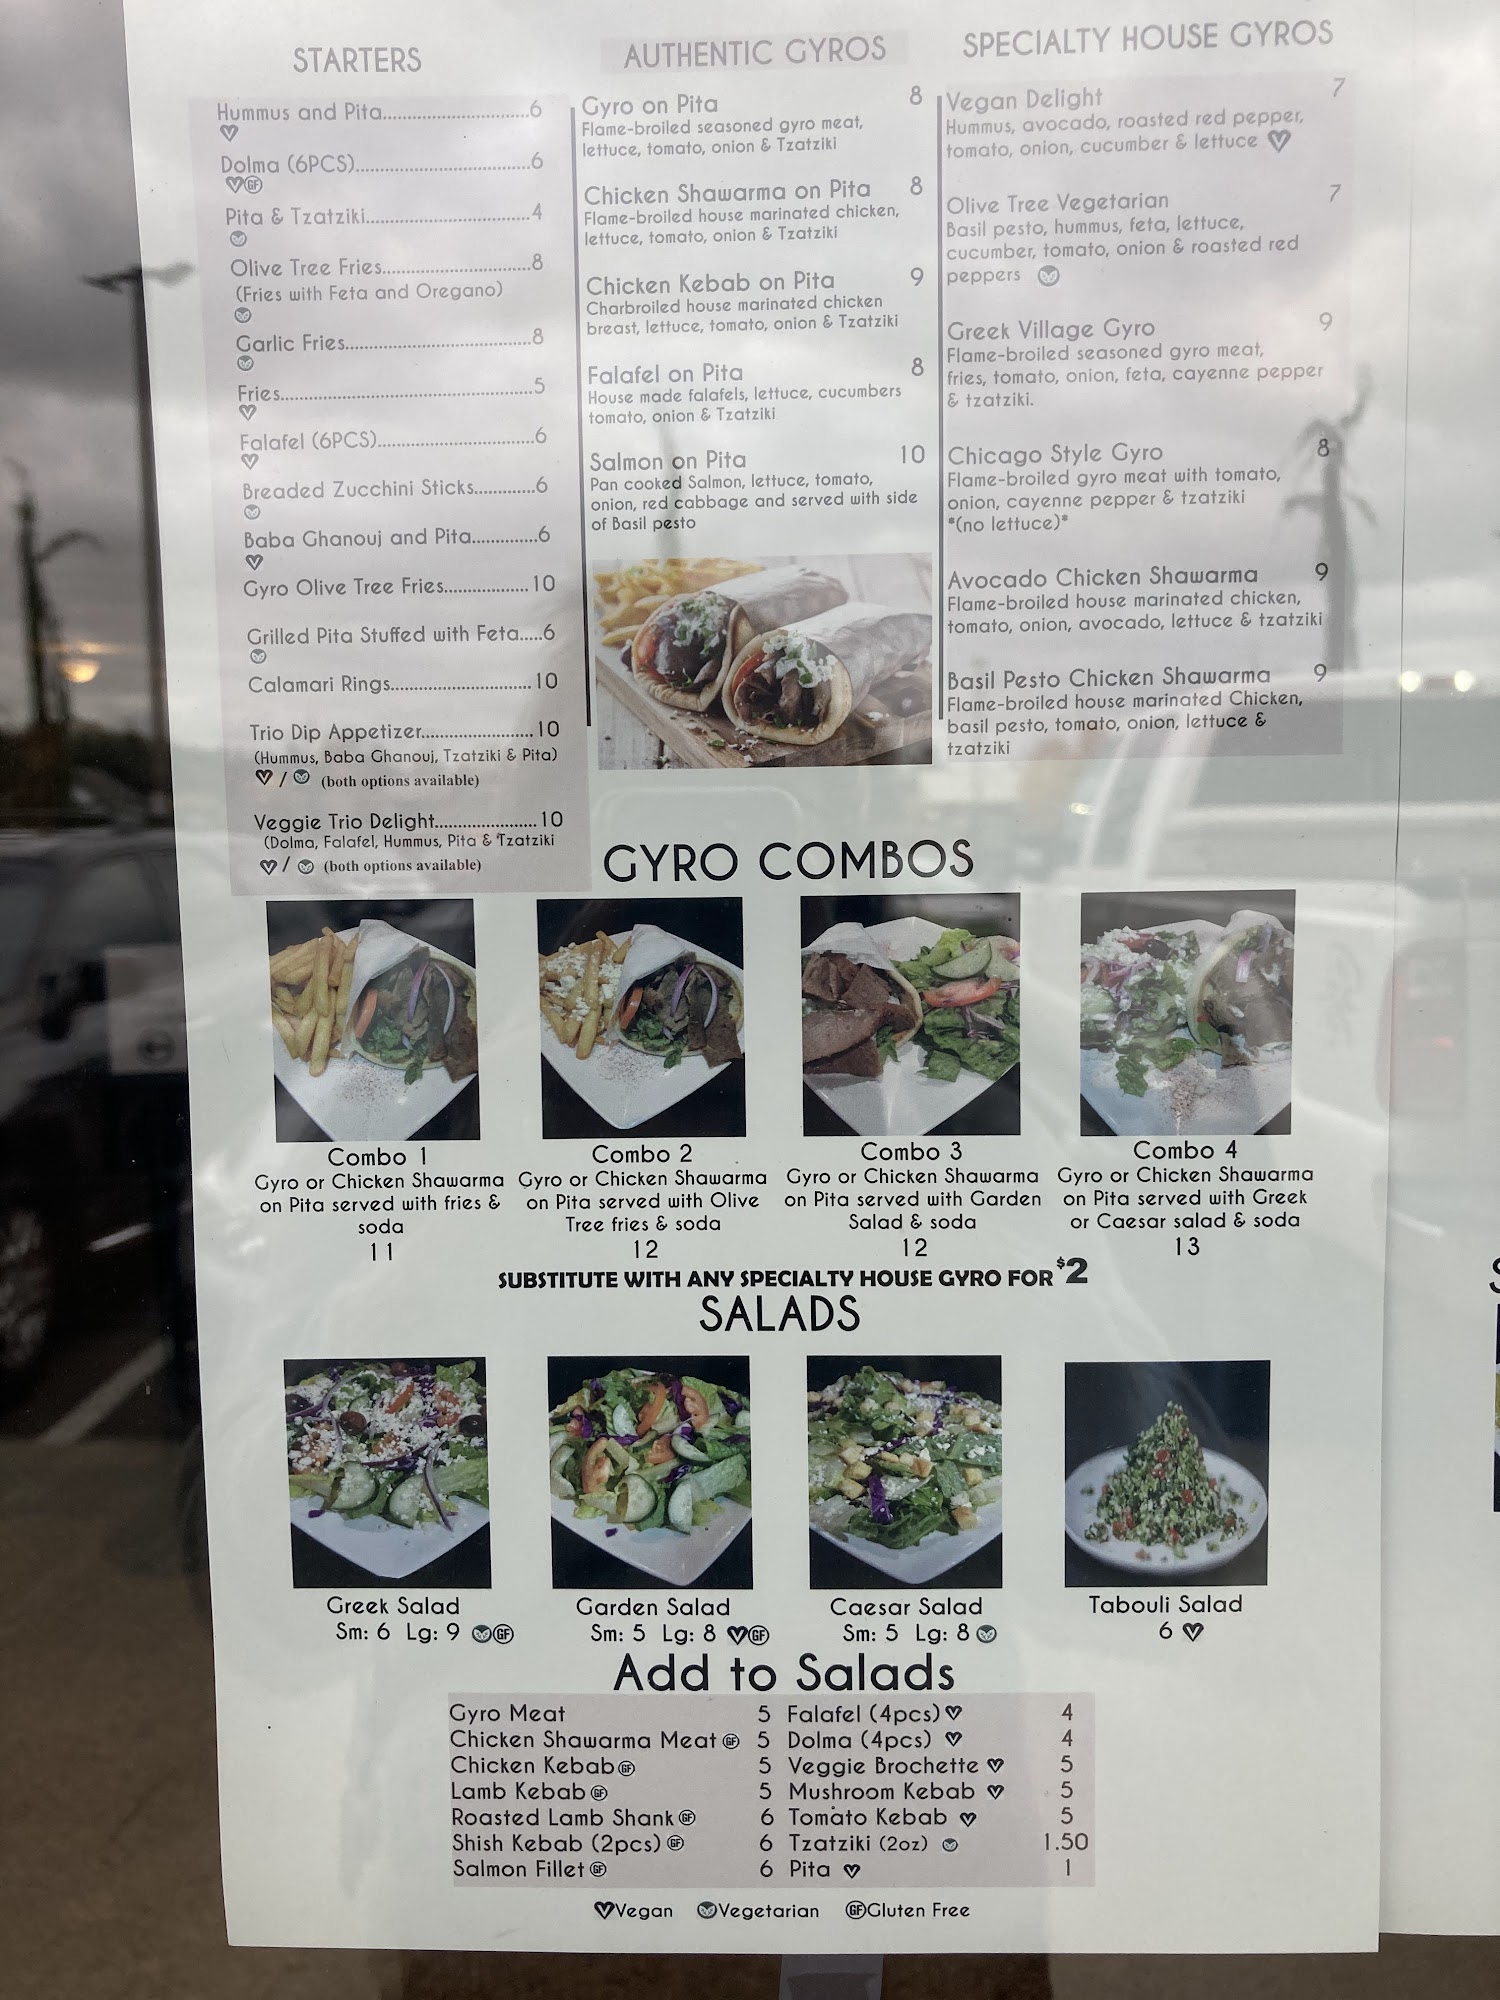 STARTERS
Hummus and Pita.............................6
Dolma (6PCS)..................................6
Pita & Tzatziki................................4
Olive Tree Fries.............................8
(Fries with Feta and Oregano)
Garlic Fries....................................8
Fries.................................................5
Falafel (6PCS)...............................6
Breaded Zucchini Sticks............6
Baba Ghanouj and Pita.............6
Gyro Olive Tree Fries.................10
Grilled Pita Stuffed with Feta.....6
Calamari Rings............................10
Trio Dip Appetizer......................10
(Hummus, Baba Ghanouj, Tzatziki & Pita)
/ (both options available)
Veggie Trio Delight....................10
(Dolma, Falafel, Hummus, Pita & Tzatziki
/ (both options available)
AUTHENTIC GYROS
Gyro on Pita 8
Flame-broiled seasoned gyro meat,
lettuce, tomato, onion & Tzatziki
Chicken Shawarma on Pita 8
Flame-broiled house marinated chicken,
lettuce, tomato, onion & Tzatziki
Chicken Kebab on Pita 9
Charbroiled house marinated chicken
breast, lettuce, tomato, onion & Tzatziki
Falafel on Pita 8
House made falafels, lettuce, cucumbers
tomato, onion & Tzatziki
Salmon on Pita 10
Pan cooked Salmon, lettuce, tomato,
onion, red cabbage and served with side
of Basil pesto
SPECIALTY HOUSE GYROS
Vegan Delight 7
Hummus, avocado, roasted red pepper,
tomato, onion, cucumber & lettuce
Olive Tree Vegetarian 7
Basil pesto, hummus, feta, lettuce,
cucumber, tomato, onion & roasted red
peppers
Greek Village Gyro 9
Flame-broiled seasoned gyro meat,
fries, tomato, onion, feta, cayenne pepper
& tzatziki.
Chicago Style Gyro 8
Flame-broiled gyro meat with tomato,
onion, cayenne pepper & tzatziki
*(no lettuce)*
Avocado Chicken Shawarma 9
Flame-broiled house marinated chicken,
tomato, onion, avocado, lettuce & tzatziki
Basil Pesto Chicken Shawarma 9
Flame-broiled house marinated Chicken,
basil pesto, tomato, onion, lettuce &
tzatziki
GYRO COMBOS
Combo 1
Gyro or Chicken Shawarma
on Pita served with fries &
soda
11
Combo 2
Gyro or Chicken Shawarma
on Pita served with Olive
Tree fries & soda
12
Combo 3
Gyro or Chicken Shawarma
on Pita served with Garden
Salad & soda
12
Combo 4
Gyro or Chicken Shawarma
on Pita served with Greek
or Caesar salad & soda
13
SUBSTITUTE WITH ANY SPECIALTY HOUSE GYRO FOR $2
SALADS
Greek Salad
Sm: 6 Lg: 9 GF
Garden Salad
Sm: 5 Lg: 8 GF
Caesar Salad
Sm: 5 Lg: 8
Tabouli Salad
6
Add to Salads
Gyro Meat 5
Chicken Shawarma Meat GF 5
Chicken Kebab GF 5
Lamb Kebab GF 5
Roasted Lamb Shank GF 6
Shish Kebab (2pcs) GF 6
Salmon Fillet GF 6
Falafel (4pcs) 4
Dolma (4pcs) 4
Veggie Brochette 5
Mushroom Kebab 5
Tomato Kebab 5
Tzatziki (2oz) 1.50
Pita 1
Vegan Vegetarian GF Gluten Free